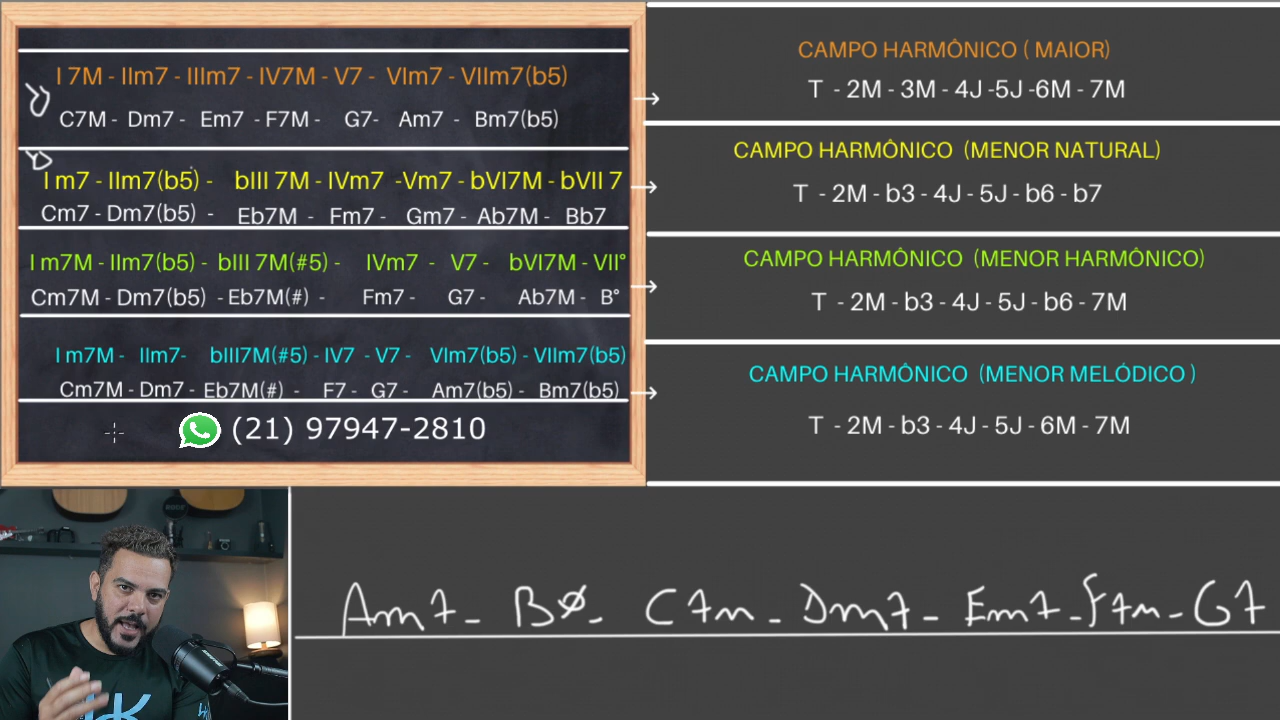 I 7M - IIm7 - IIIm7 - IV7M - V7 - VIm7 - VIIm7(b5)
C7M - Dm7 - Em7 - F7M - G7- Am7 - Bm7(b5)
I m7 - IIm7(b5) - bIII 7M - IVm7 -Vm7 - bVI7M - bVII 7
Cm7 - Dm7(b5) - Eb7M - Fm7 - Gm7 - Ab7M - Bb7
I m7M - IIm7(b5) - bIII 7M(#5) - IVm7 - V7 - bVI7M - VII°
Cm7M - Dm7(b5) - Eb7M(#) - Fm7 - G7 - Ab7M - B°
I m7M - IIm7- bIII7M(#5) - IV7 - V7 - VIm7(b5) - VIIm7(b5)
Cm7M - Dm7 - Eb7M(#) - F7 - G7 - Am7(b5) - Bm7(b5)
(21) 97947-2810
CAMPO HARMÔNICO ( MAIOR)
T - 2M - 3M - 4J -5J -6M - 7M
CAMPO HARMÔNICO (MENOR NATURAL)
T - 2M - b3 - 4J - 5J - b6 - b7
CAMPO HARMÔNICO (MENOR HARMÔNICO)
T - 2M - b3 - 4J - 5J - b6 - 7M
CAMPO HARMÔNICO (MENOR MELÓDICO )
T - 2M - b3 - 4J - 5J - 6M - 7M
Am7 - Bø - C7M - Dm7 - Em7 - F7M - G7